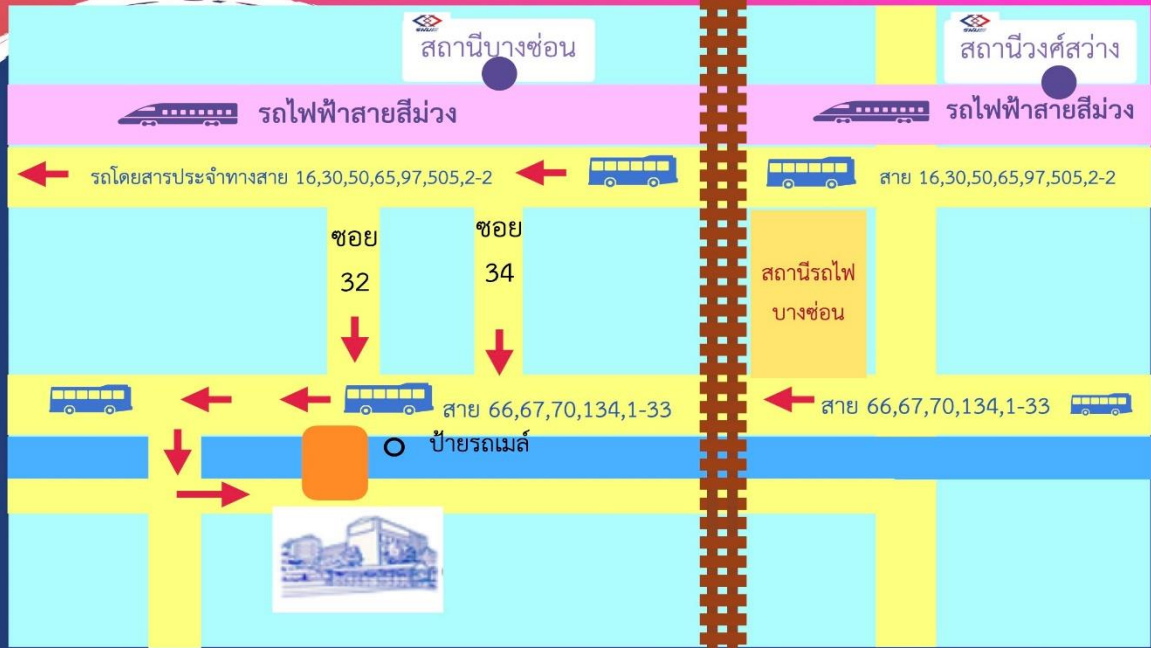 สถานีบางซ่อน
สถานีวงศ์สว่าง
รถไฟฟ้าสายสีม่วง
รถไฟฟ้าสายสีม่วง
รถโดยสารประจำทางสาย 16,30,50,65,97,505,2-2
สาย 16,30,50,65,97,505,2-2
ซอย
32
ซอย
34
สถานีรถไฟ
บางซ่อน
สาย 66,67,70,134,1-33
สาย 66,67,70,134,1-33
ป้ายรถเมล์